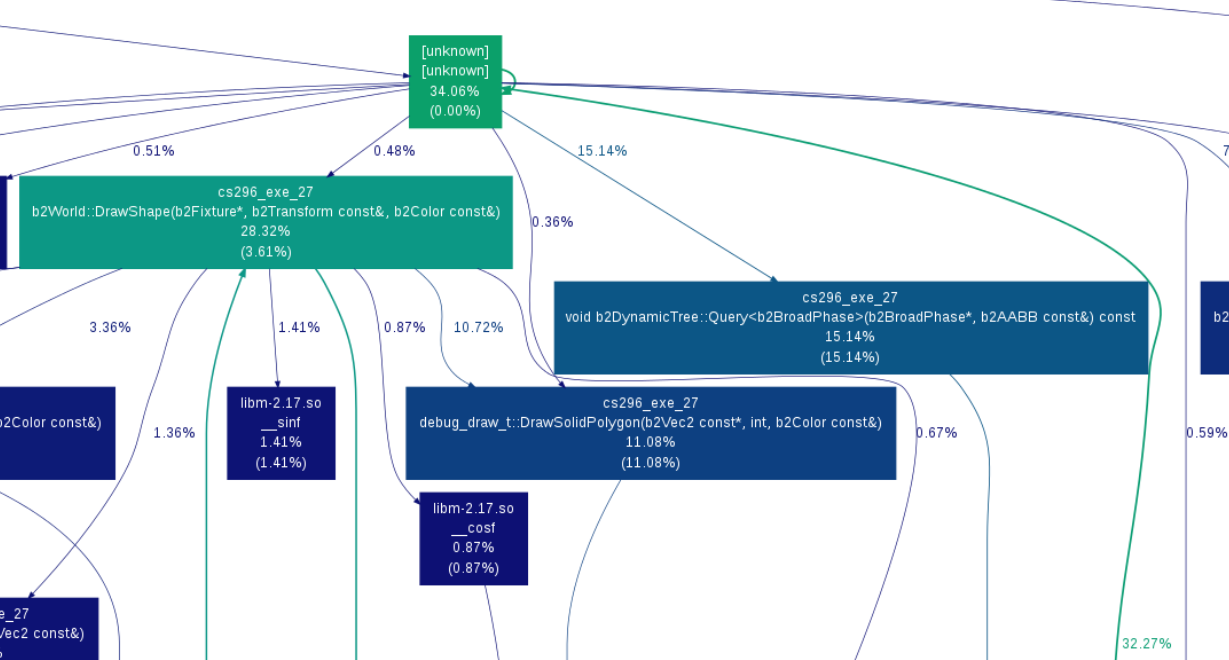 [unknown]
[unknown]
34.06%
(0.00%)
0.51%
0.48%
15.14%
7
cs296_exe_27
b2World::DrawShape(b2Fixture*, b2Transform const&, b2Color const&)
28.32%
(3.61%)
0.36%
cs296_exe_27
void b2DynamicTree::Query<b2BroadPhase>(b2BroadPhase*, b2AABB const&) const
15.14%
(15.14%)
b2
3.36%
1.41%
0.87%
10.72%
b2Color const&)
libm-2.17.so
__sinf
1.41%
(1.41%)
cs296_exe_27
debug_draw_t::DrawSolidPolygon(b2Vec2 const*, int, b2Color const&)
11.08%
(11.08%)
1.36%
0.67%
0.59%
libm-2.17.so
__cosf
0.87%
(0.87%)
e_27
Vec2 const&)
32.27%